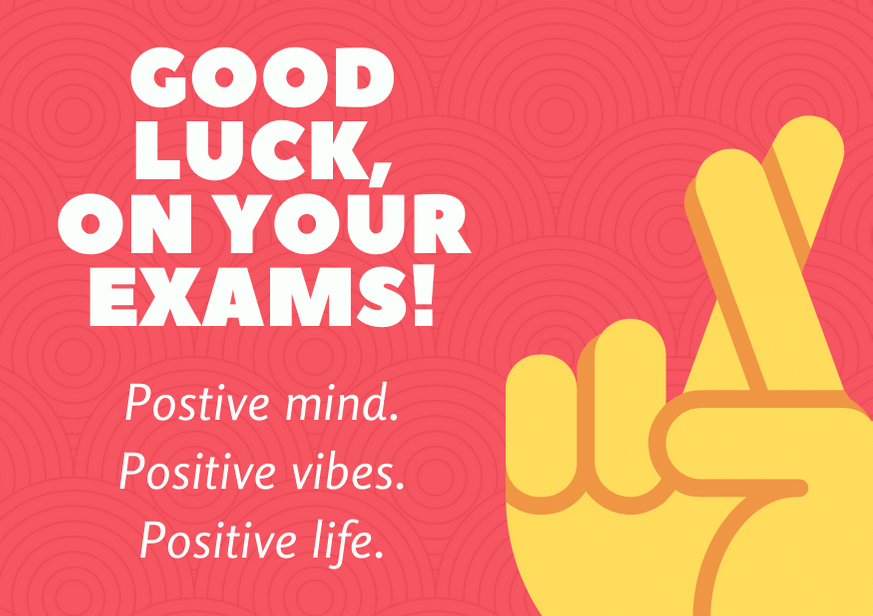 GOOD
LUCK,
ON YOUR
EXAMS!
Postive mind.
Positive vibes.
Positive life.